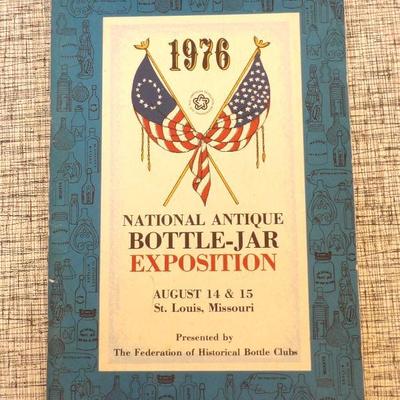 1976
NATIONAL ANTIQUE
BOTTLE-JAR
EXPOSITION
AUGUST 14 & 15
St. Louis, Missouri
Presented by
The Federation of Historical Bottle Clubs